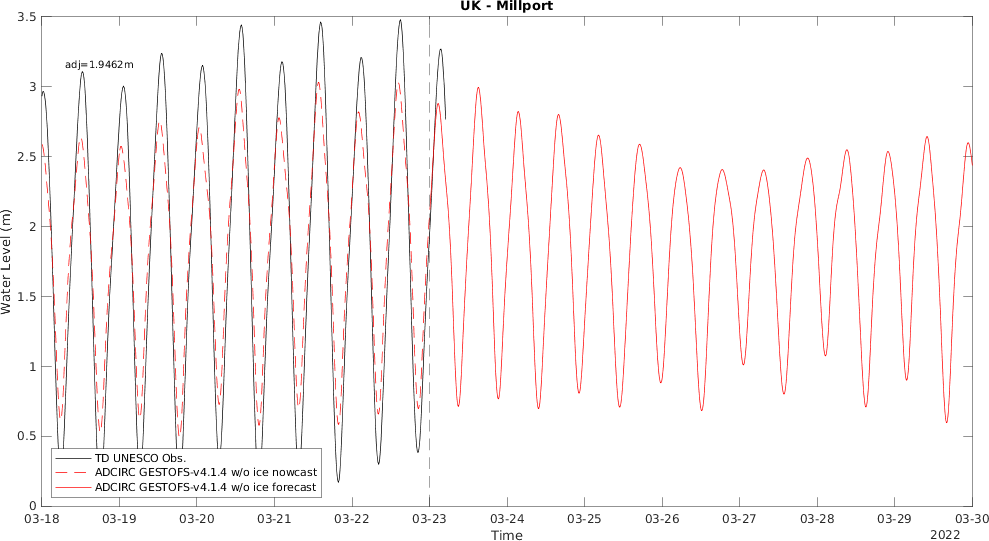 UK - Millport
3.5
3
2.5
2
1.5
1
0.5
0
Water Level (m)
adj=1.9462m
TD UNESCO Obs.
ADCIRC GESTOFS-v4.1.4 w/o ice nowcast
ADCIRC GESTOFS-v4.1.4 w/o ice forecast
03-18 03-19 03-20 03-21 03-22 03-23 03-24 03-25 03-26 03-27 03-28 03-29 03-30
Time
2022